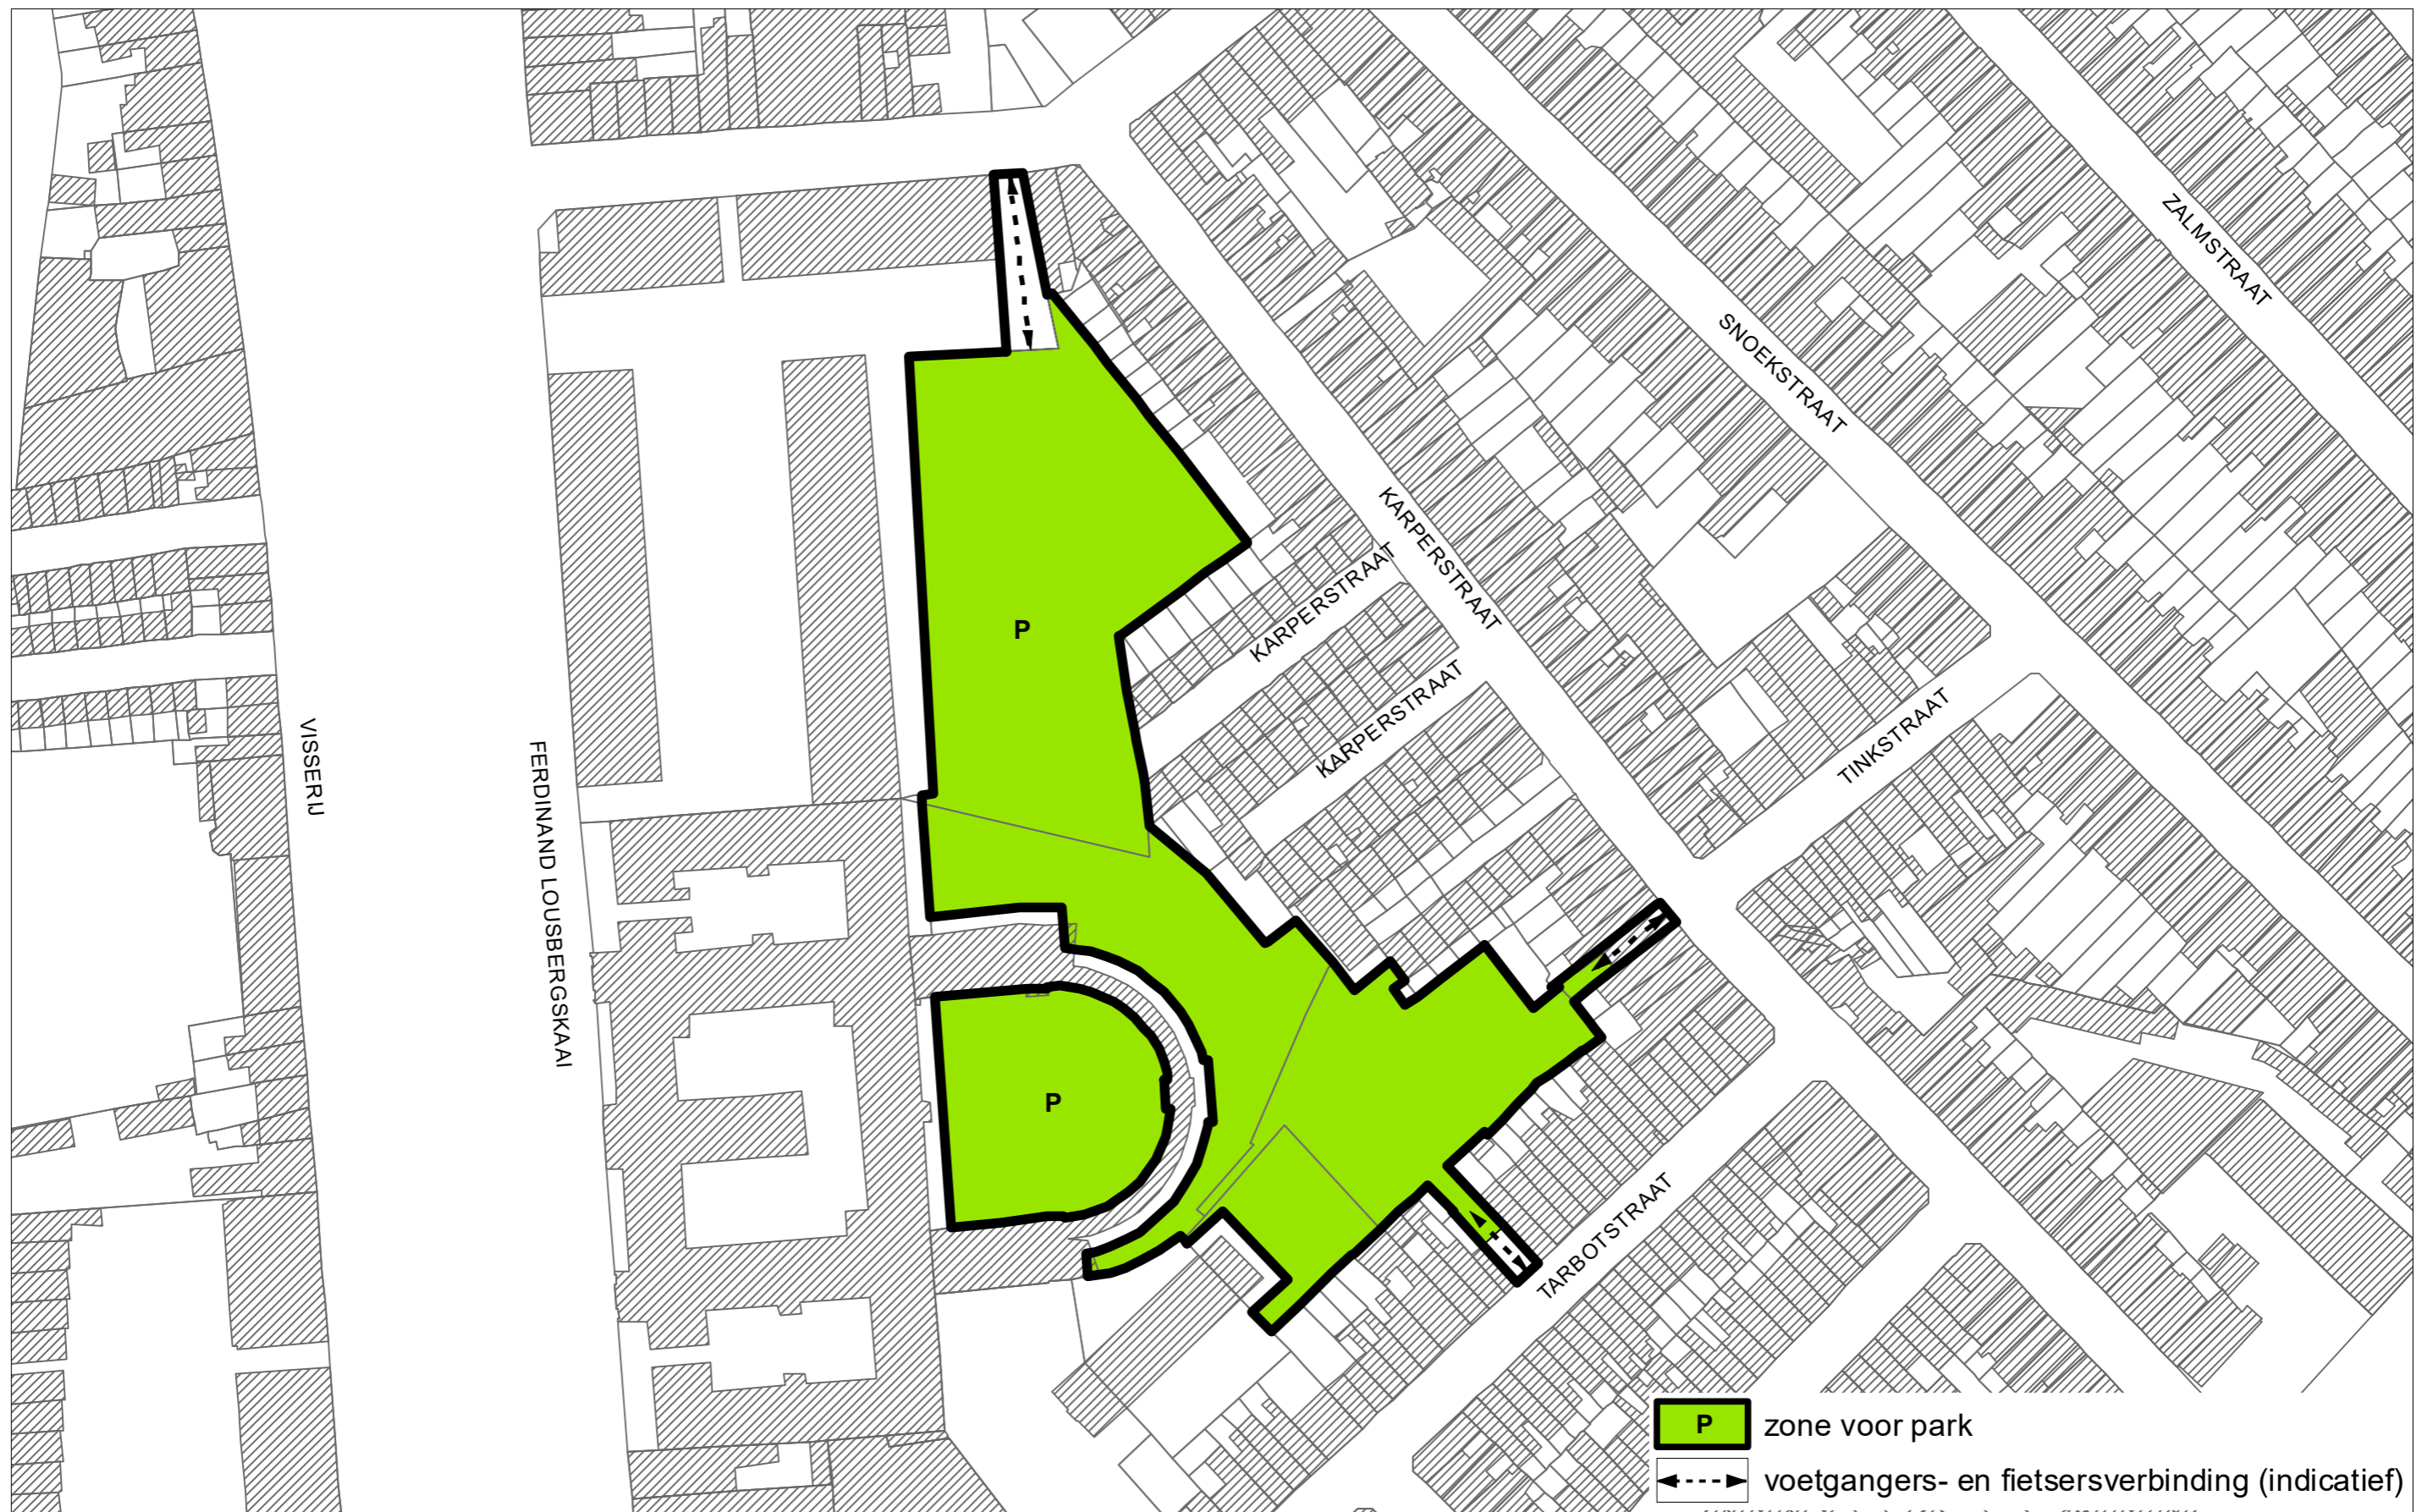 ZALMSTRAAT
SNOEKSTRAAT
KARPERSTRAAT
KARPERSTRAAT
KARPERSTRAAT
P
TINKSTRAAT
VISSERIJ
FERDINAND LOUSBERGSKAAI
P
TARBOTSTRAAT
P zone voor park
voetgangers- en fietsersverbinding (indicatief)